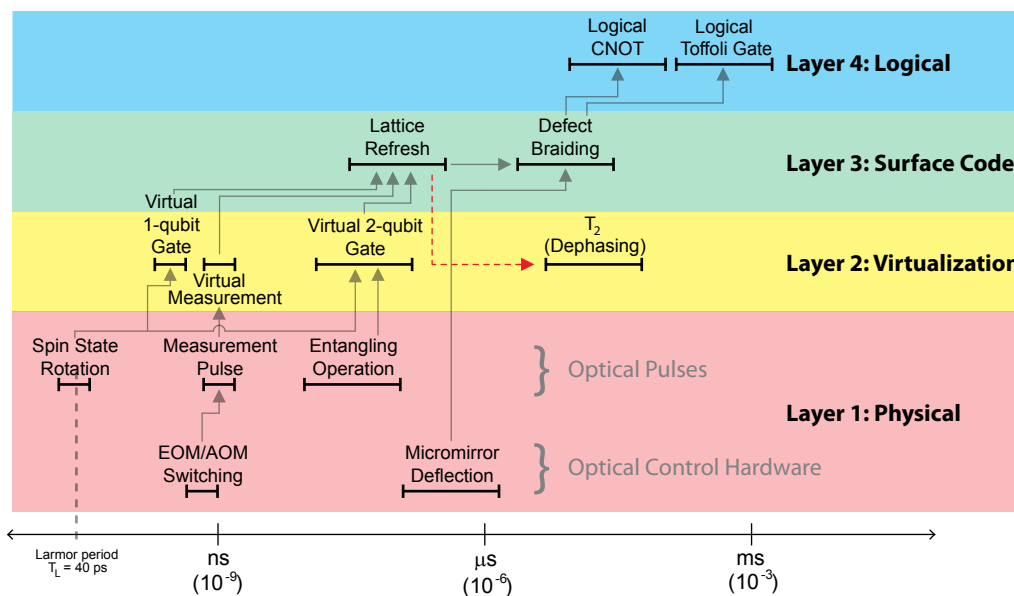 Logical
CNOT
Logical
Toffoli Gate
Layer 4: Logical
Lattice
Refresh
Defect
Braiding
Layer 3: Surface Code
Virtual
1-qubit
Gate
Virtual
Measurement
Virtual 2-qubit
Gate
T2
(Dephasing)
Layer 2: Virtualization
Spin State
Rotation
Measurement
Pulse
Entangling
Operation
} Optical Pulses
Layer 1: Physical
EOM/AOM
Switching
Micromirror
Deflection
} Optical Control Hardware
Larmor period
TL = 40 ps
ns
(10-9)
μs
(10-6)
ms
(10-3)